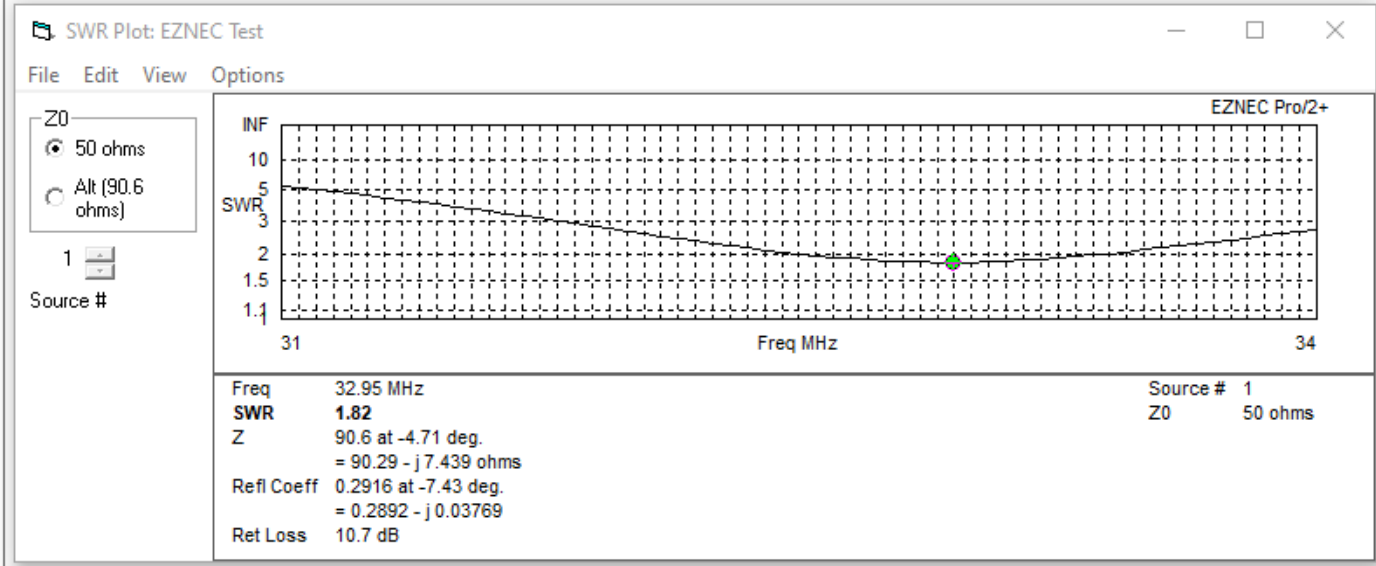 SWR Plot: EZNEC Test
File Edit View Options
Z0
50 ohms
Alt (90.6
ohms)
1
Source #
EZNEC Pro/2+
INF
10
5
SWR
3
2
1.5
1.1
1
31
Freq MHz
34
Freq 32.95 MHz
SWR 1.82
Z 90.6 at -4.71 deg.
= 90.29 - j 7.439 ohms
Refl Coeff 0.2916 at -7.43 deg.
= 0.2892 - j 0.03769
Ret Loss 10.7 dB
Source # 1
Z0 50 ohms